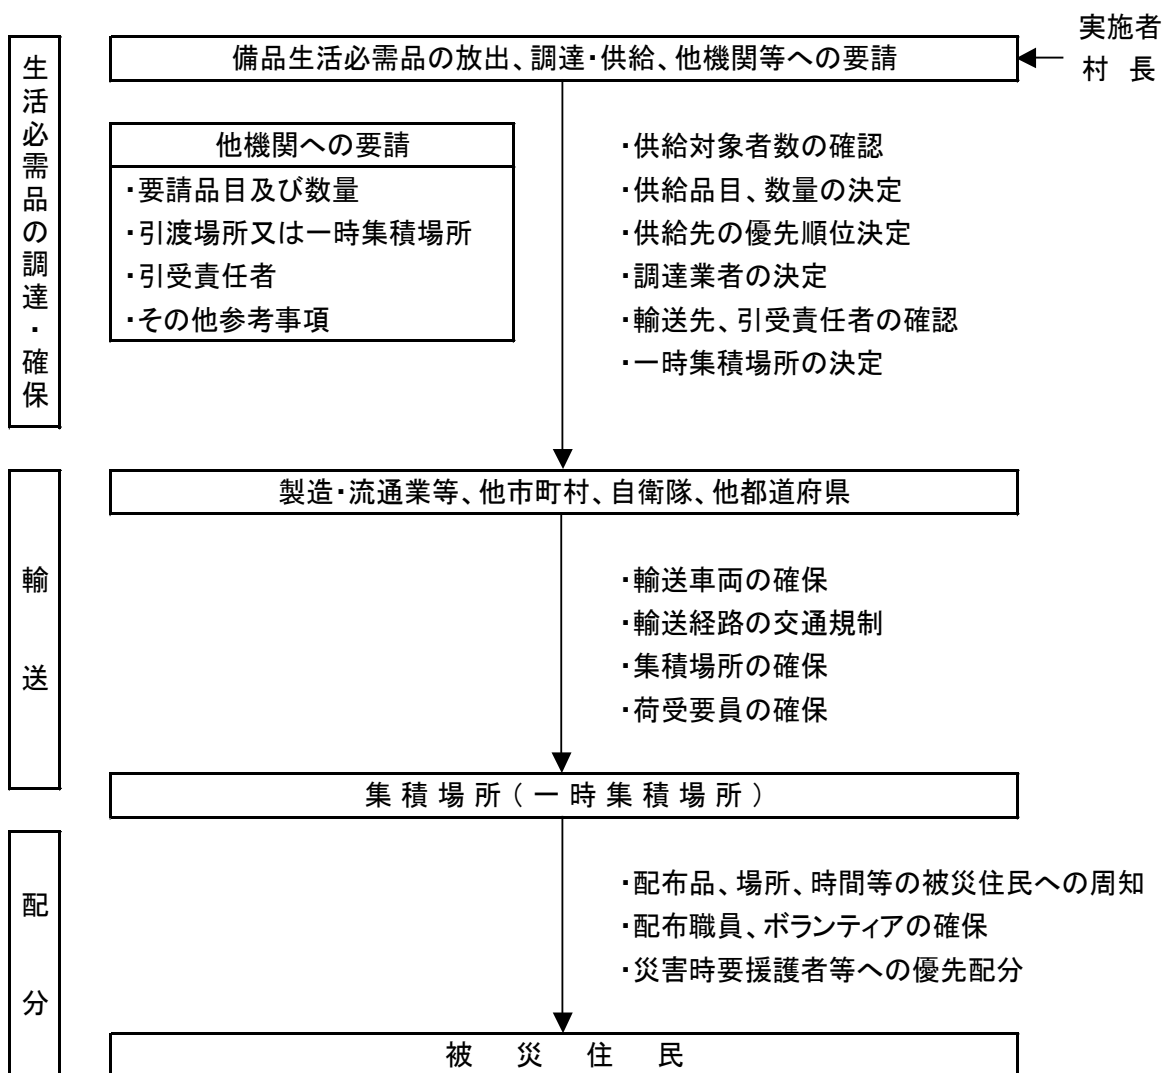 実施者
村 長
生活必需品の調達・確保
備品生活必需品の放出、調達・供給、他機関等への要請
他機関への要請
・要請品目及び数量
・引渡場所又は一時集積場所
・引受責任者
・その他参考事項
・供給対象者数の確認
・供給品目、数量の決定
・供給先の優先順位決定
・調達業者の決定
・輸送先、引受責任者の確認
・一時集積場所の決定
製造・流通業等、他市町村、自衛隊、他都道府県
輸送
・輸送車両の確保
・輸送経路の交通規制
・集積場所の確保
・荷受要員の確保
集 積 場 所 ( 一 時 集 積 場 所 )
配分
・配布品、場所、時間等の被災住民への周知
・配布職員、ボランティアの確保
・災害時要援護者等への優先配分
被 災 住 民